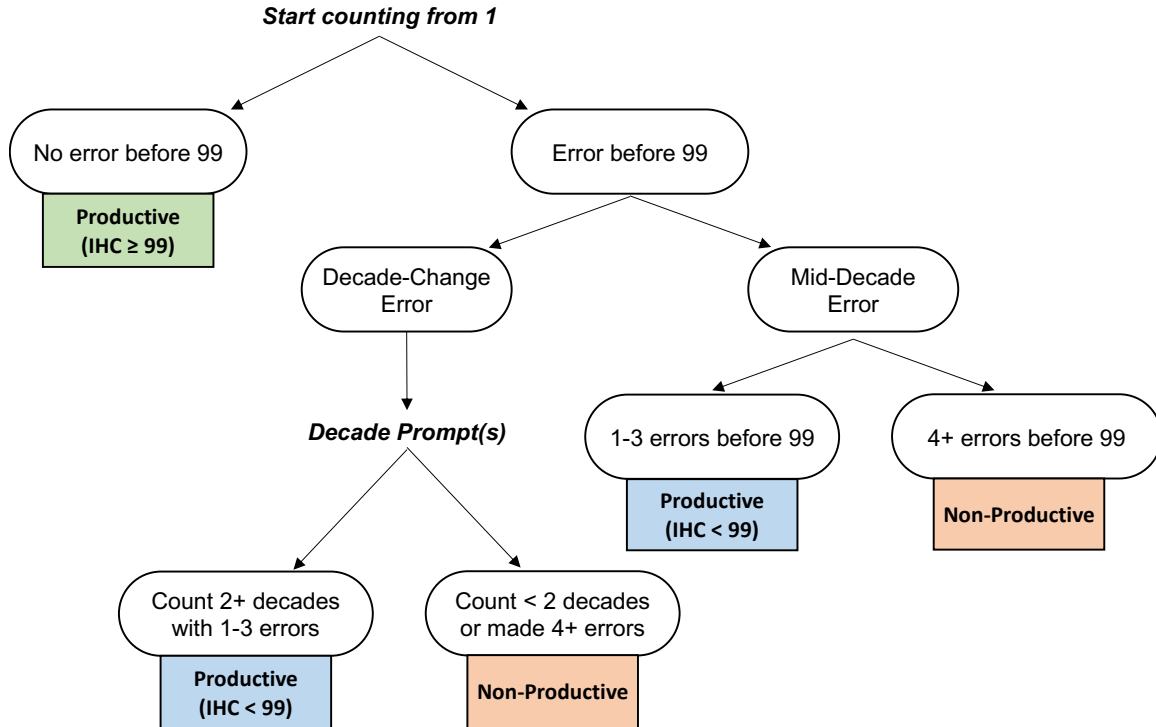 Start counting from 1
No error before 99
Productive
(IHC ≥ 99)
Error before 99
Decade-Change
Error
Mid-Decade
Error
Decade Prompt(s)
1-3 errors before 99
Productive
(IHC < 99)
4+ errors before 99
Non-Productive
Count 2+ decades
with 1-3 errors
Productive
(IHC < 99)
Count < 2 decades
or made 4+ errors
Non-Productive